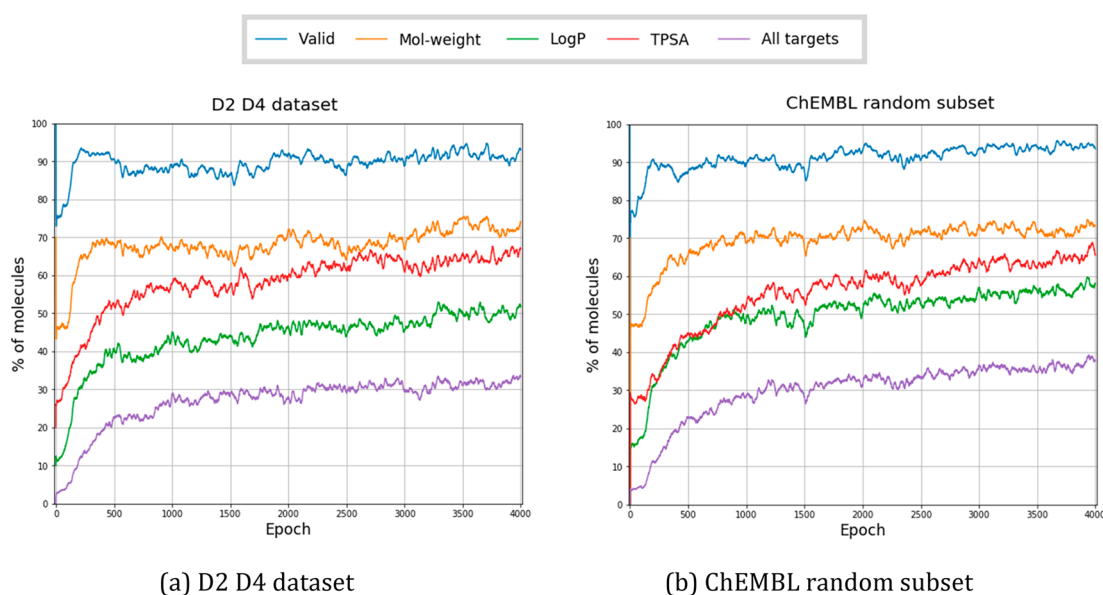 Valid Mol-weight LogP TPSA All targets
D2 D4 dataset
100
90
80
70
60
50
40
30
20
10
0
% of molecules
0 500 1000 1500 2000 2500 3000 3500 4000
Epoch
(a) D2 D4 dataset
ChEMBL random subset
100
90
80
70
60
50
40
30
20
10
0
% of molecules
0 500 1000 1500 2000 2500 3000 3500 4000
Epoch
(b) ChEMBL random subset